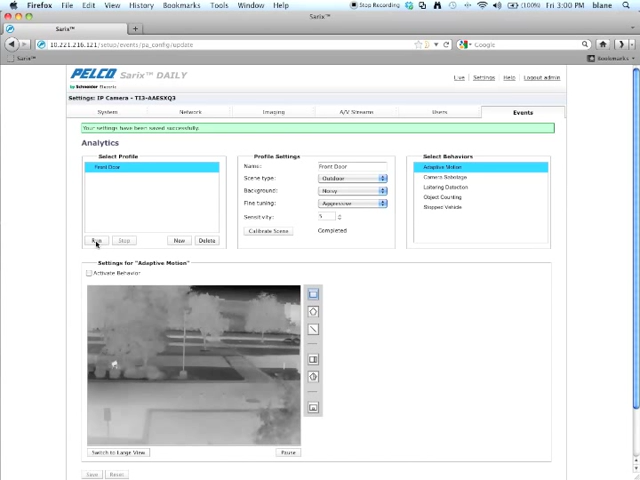 Firefox File Edit View History Bookmarks Tools Window Help Stop Recording (100%) Fri 3:00 PM blane
Sarix™
10.221.216.121/setup/events/pa_config/update Google
Sarix™ Bookmarks
PELCO Sarix™ DAILY
by Schneider Electric
Live Settings Help Logout admin
Settings: IP Camera - TI3-AAESXQ3
System Network Imaging A/V Streams Users Events
Your settings have been saved successfully.
Analytics
Select Profile
Front Door
Run Stop New Delete
Profile Settings
Name: Front Door
Scene type: Outdoor
Background: Noisy
Fine tuning: Aggressive
Sensitivity: 5
Calibrate Scene Completed
Select Behaviors
Adaptive Motion
Camera Sabotage
Loitering Detection
Object Counting
Stopped Vehicle
Settings for "Adaptive Motion"
Activate Behavior
Switch to Large View Pause
Save Reset